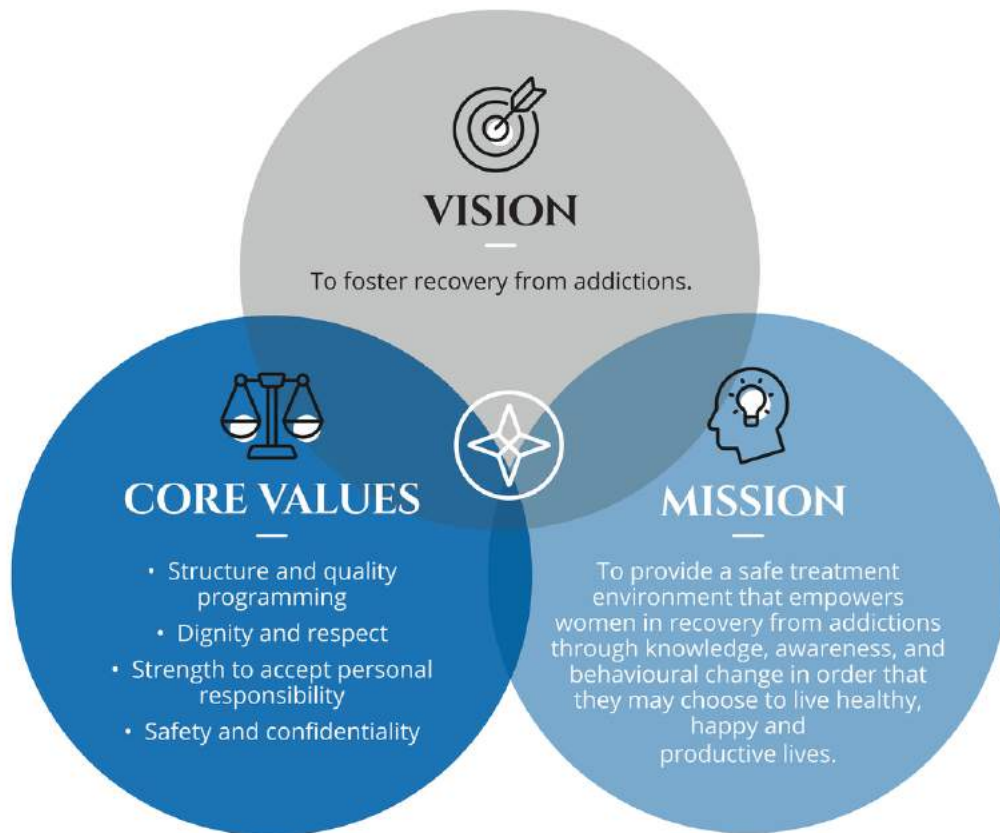 VISION
To foster recovery from addictions.
CORE VALUES
• Structure and quality
programming
• Dignity and respect
• Strength to accept personal
responsibility
• Safety and confidentiality
MISSION
To provide a safe treatment
environment that empowers
women in recovery from addictions
through knowledge, awareness, and
behavioural change in order that
they may choose to live healthy,
happy and
productive lives.